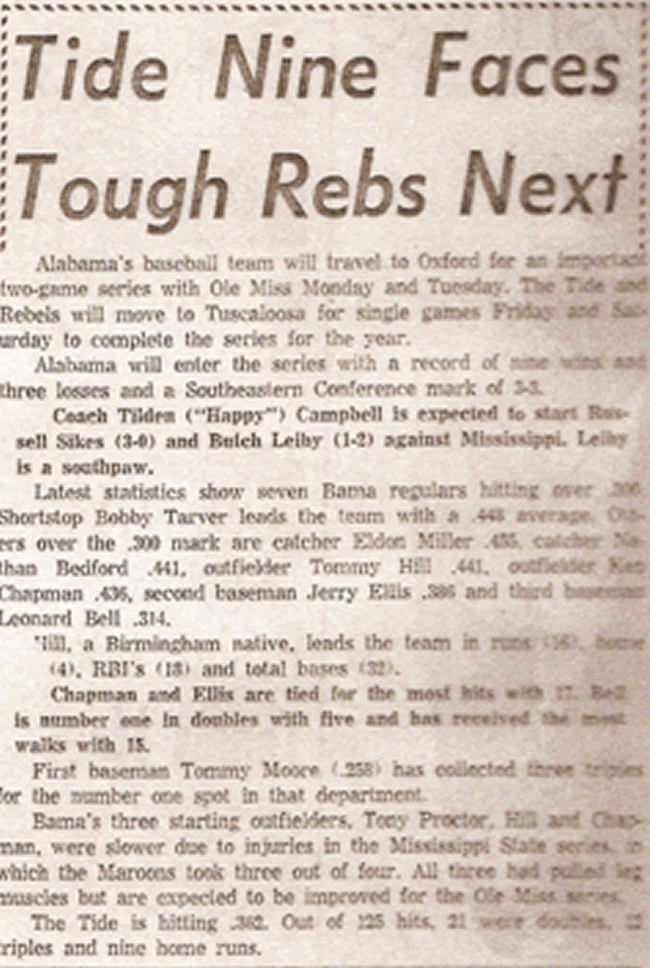 Tide Nine Faces
Tough Rebs Next
Alabama's baseball team will travel to Oxford for an important
two-game series with Ole Miss Monday and Tuesday. The Tide and
Rebels will move to Tuscaloosa for single games Friday and Sat-
urday to complete the series for the year.
Alabama will enter the series with a record of nine wins and
three losses and a Southeastern Conference mark of 3-3.
Coach Tilden ("Happy") Campbell is expected to start Rus-
sell Sikes (3-0) and Butch Leiby (1-2) against Mississippi. Leiby
is a southpaw.
Latest statistics show seven Bama regulars hitting over .300.
Shortstop Bobby Tarver leads the team with a .448 average. Oth-
ers over the .300 mark are catcher Eldon Miller catcher Na-
than Bedford .441, outfielder Tommy Hill .441, outfielder Ken
Chapman .436, second baseman Jerry Ellis .386 and third baseman
Leonard Bell .314.
Hill, a Birmingham native, leads the team in runs (16), home
(4), RBI's (18) and total bases (32).
Chapman and Ellis are tied for the most hits with 17. Bell
is number one in doubles with five and has received the most
walks with 15.
First baseman Tommy Moore (.258) has collected three triples
for the number one spot in that department.
Bama's three starting outfielders, Tony Proctor, Hill and Chap-
man, were slower due to injuries in the Mississippi State series, in
which the Maroons took three out of four. All three had pulled leg
muscles but are expected to be improved for the Ole Miss series.
The Tide is hitting .362. Out of 125 hits, 21 were doubles,
triples and nine home runs.